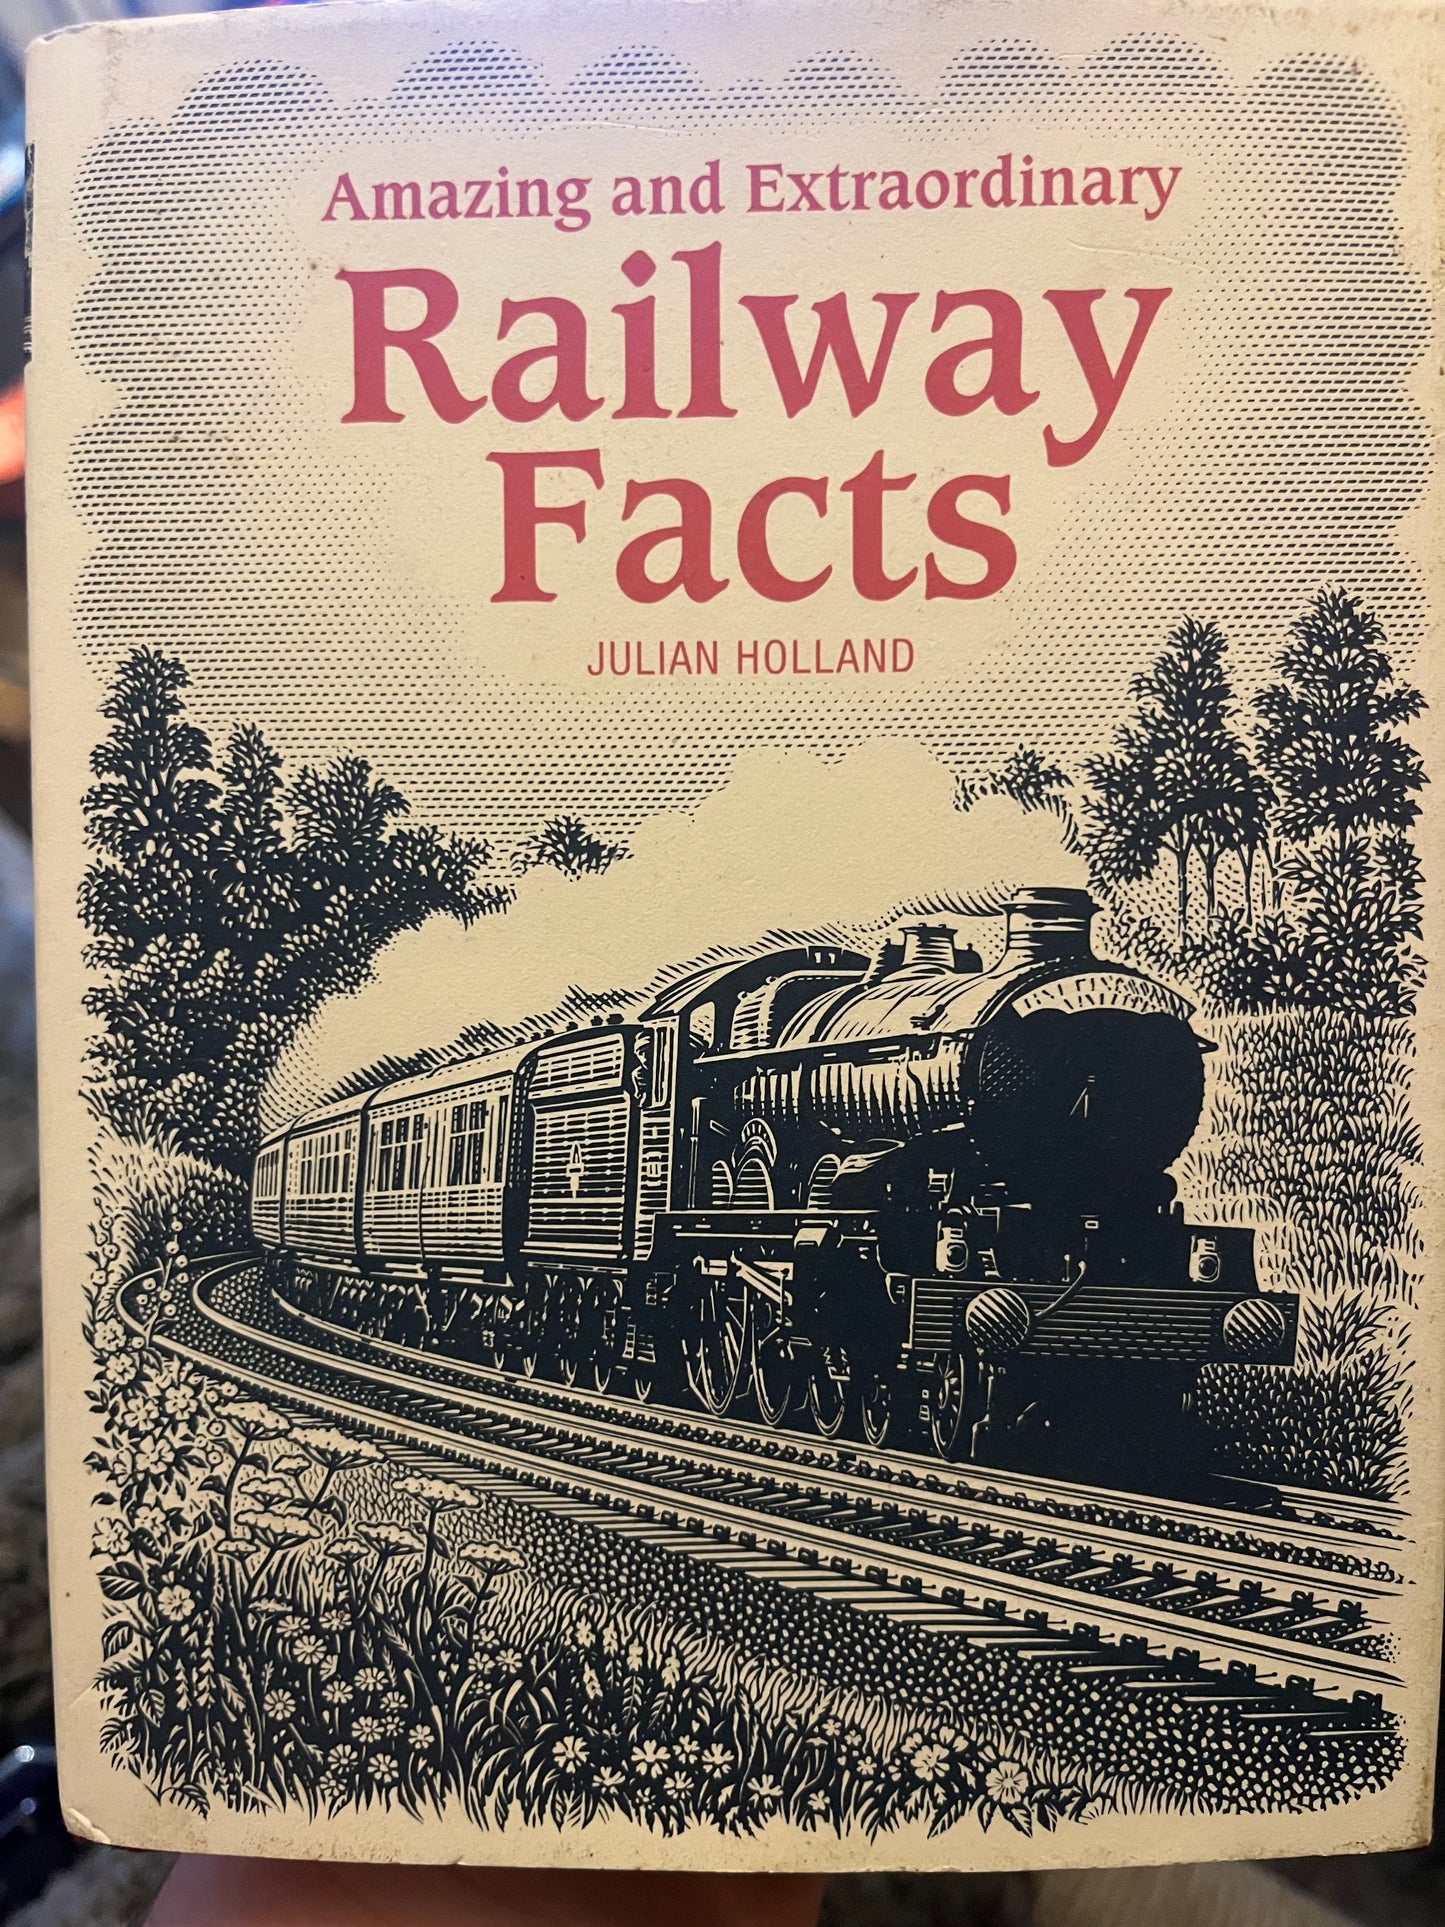 Amazing and Extraordinary
Railway
Facts
JULIAN HOLLAND